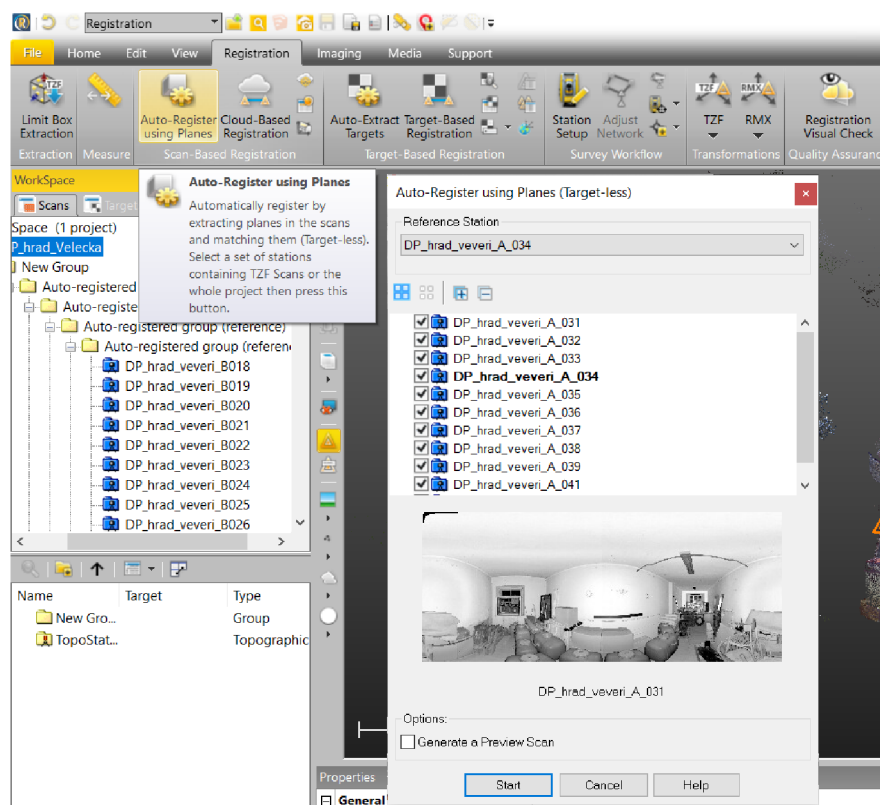 Registration
File Home Edit View Registration Imaging Media Support
Limit Box Extraction
Auto-Register using Planes
Cloud-Based Registration
Auto-Extract Targets
Target-Based Registration
Station Setup
Adjust Network
TZF
RMX
Registration Visual Check
Extraction Measure Scan-Based Registration Target-Based Registration Survey Workflow Transformations Quality Assuranc
WorkSpace
Scans Target
Space (1 project)
P_hrad_Velecka
New Group
Auto-registered
Auto-registe
Auto-registered group (reference)
Auto-registered group (referen
DP_hrad_veveri_B018
DP_hrad_veveri_B019
DP_hrad_veveri_B020
DP_hrad_veveri_B021
DP_hrad_veveri_B022
DP_hrad_veveri_B023
DP_hrad_veveri_B024
DP_hrad_veveri_B025
DP_hrad_veveri_B026
Auto-Register using Planes
Automatically register by
extracting planes in the scans
and matching them (Target-less).
Select a set of stations
containing TZF Scans or the
whole project then press this
button.
Name Target Type
New Gro... Group
TopoStat... Topographic
Auto-Register using Planes (Target-less)
Reference Station
DP_hrad_veveri_A_034
DP_hrad_veveri_A_031
DP_hrad_veveri_A_032
DP_hrad_veveri_A_033
DP_hrad_veveri_A_034
DP_hrad_veveri_A_035
DP_hrad_veveri_A_036
DP_hrad_veveri_A_037
DP_hrad_veveri_A_038
DP_hrad_veveri_A_039
DP_hrad_veveri_A_041
DP_hrad_veveri_A_031
Options:
Generate a Preview Scan
Start Cancel Help
Properties
General